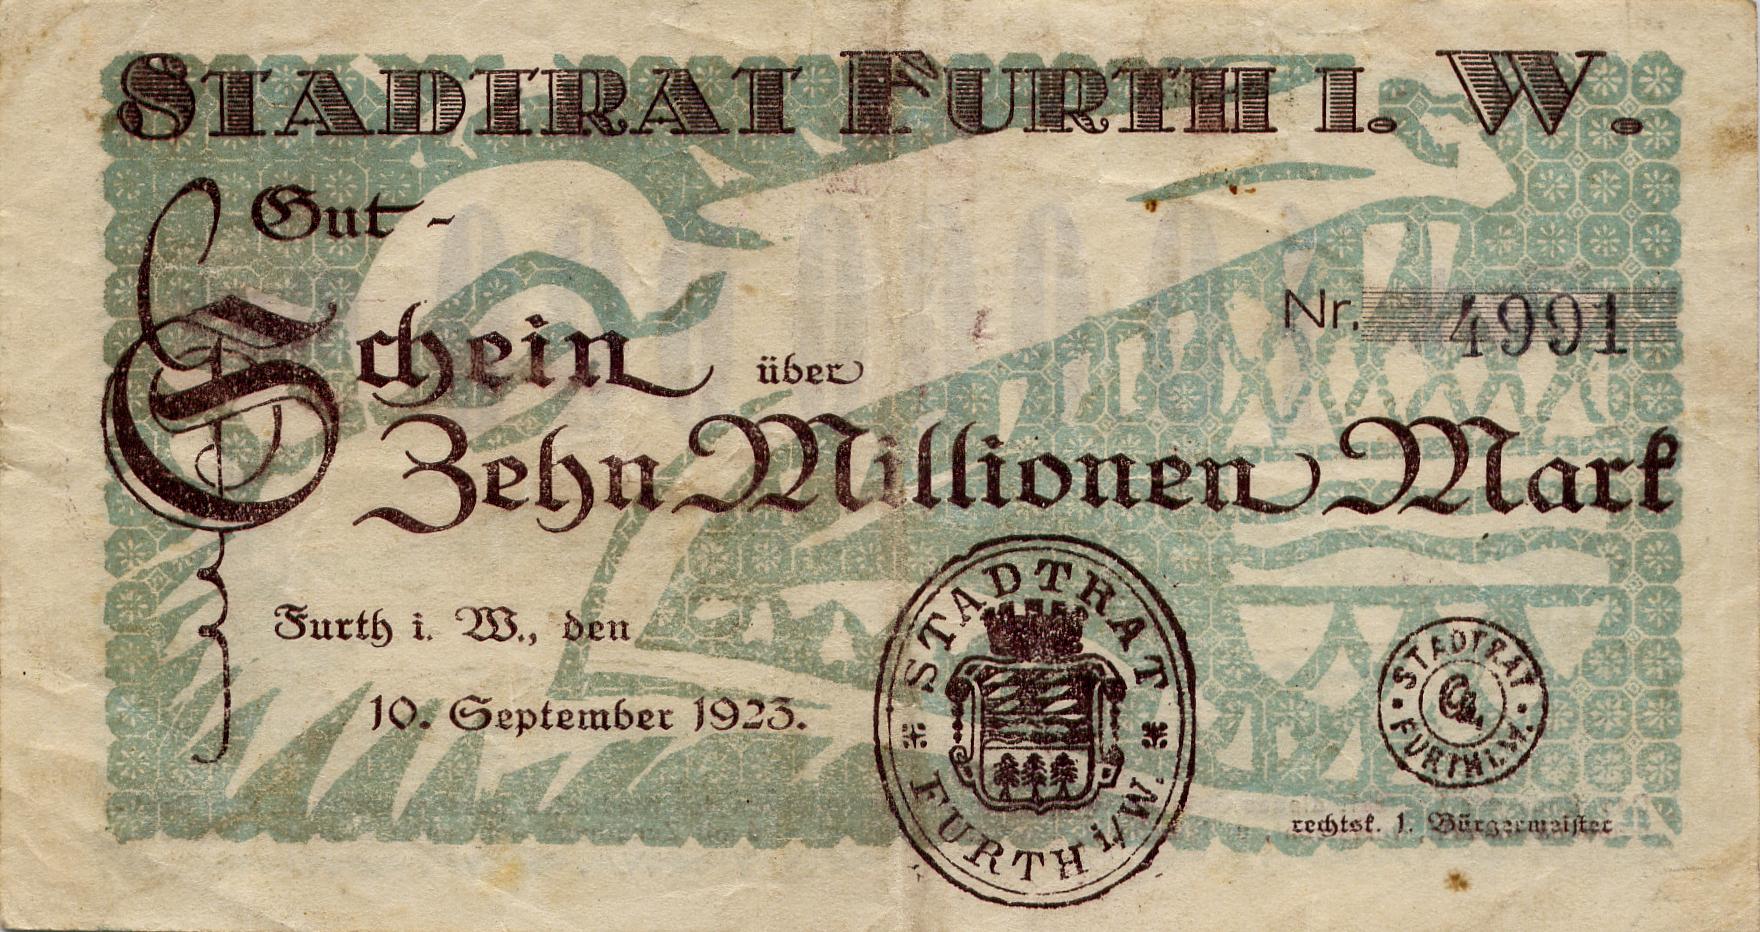 STADTRAT FURTH I. W.
Gut-
Schein über
Nr. 4991
Zehn Millionen Mark
Furth i. W., den
10. September 1923.
STADTRAT
FURTH i/W.
STADTRAT
FURTH I.W.
rechtsk. 1. Bürgermeister